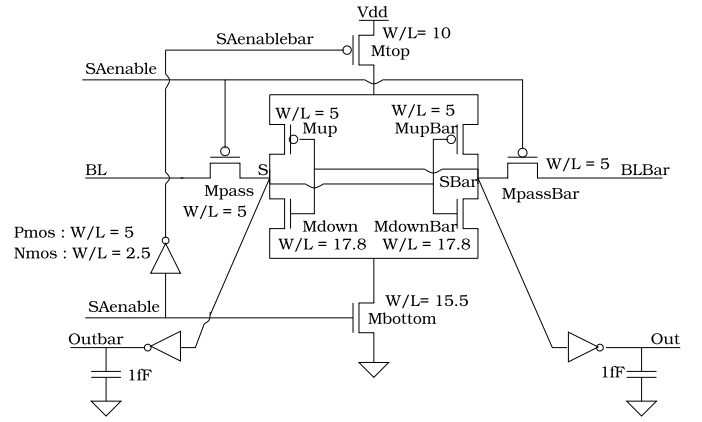 Vdd
W/L= 10
SAenablebar
Mtop
SAenable
W/L = 5
W/L = 5
Mup
MupBar
BL
S
SBar
W/L = 5
BLBar
Mpass
MpassBar
W/L = 5
Pmos : W/L = 5
Nmos : W/L = 2.5
Mdown
MdownBar
W/L = 17.8
W/L = 17.8
SAenable
W/L= 15.5
Mbottom
Outbar
Out
1fF
1fF